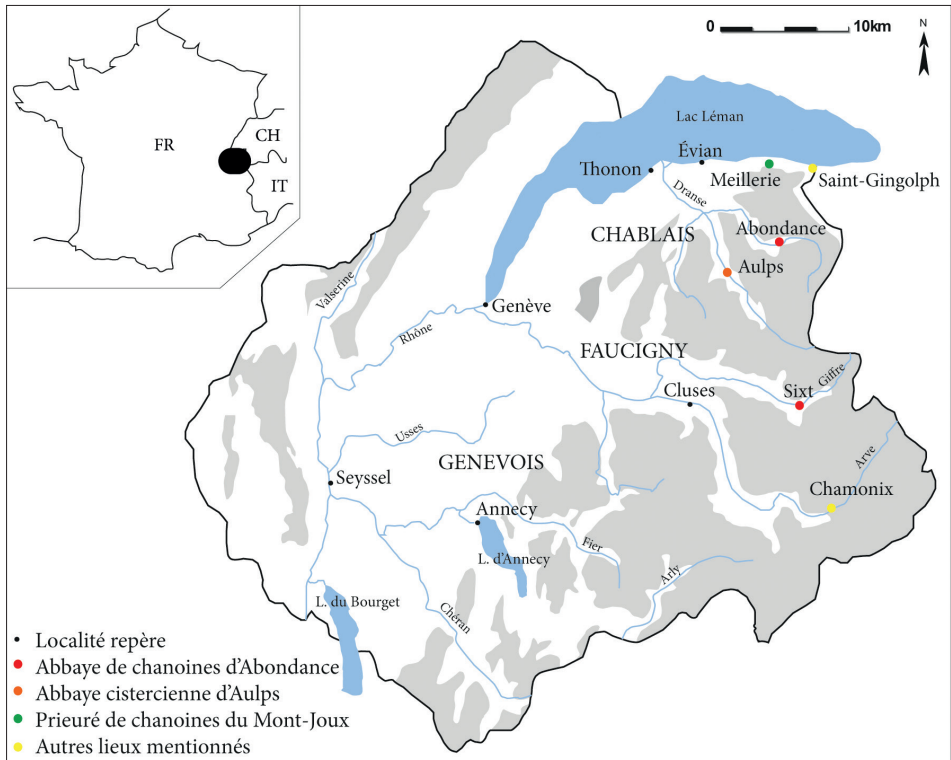 0 10km
N
FR
CH
IT
Lac Léman
Évian
Thonon
Meillerie
Saint-Gingolph
Dranse
Abondance
CHABLAIS
Aulps
Valserine
Genève
Rhône
FAUCIGNY
Giffre
Cluses
Sixt
Usses
Arve
GENEVOIS
Seyssel
Chamonix
Annecy
Fier
L. d'Annecy
Arly
L. du Bourget
Chéran
Localité repère
Abbaye de chanoines d'Abondance
Abbaye cistercienne d'Aulps
Prieuré de chanoines du Mont-Joux
Autres lieux mentionnés